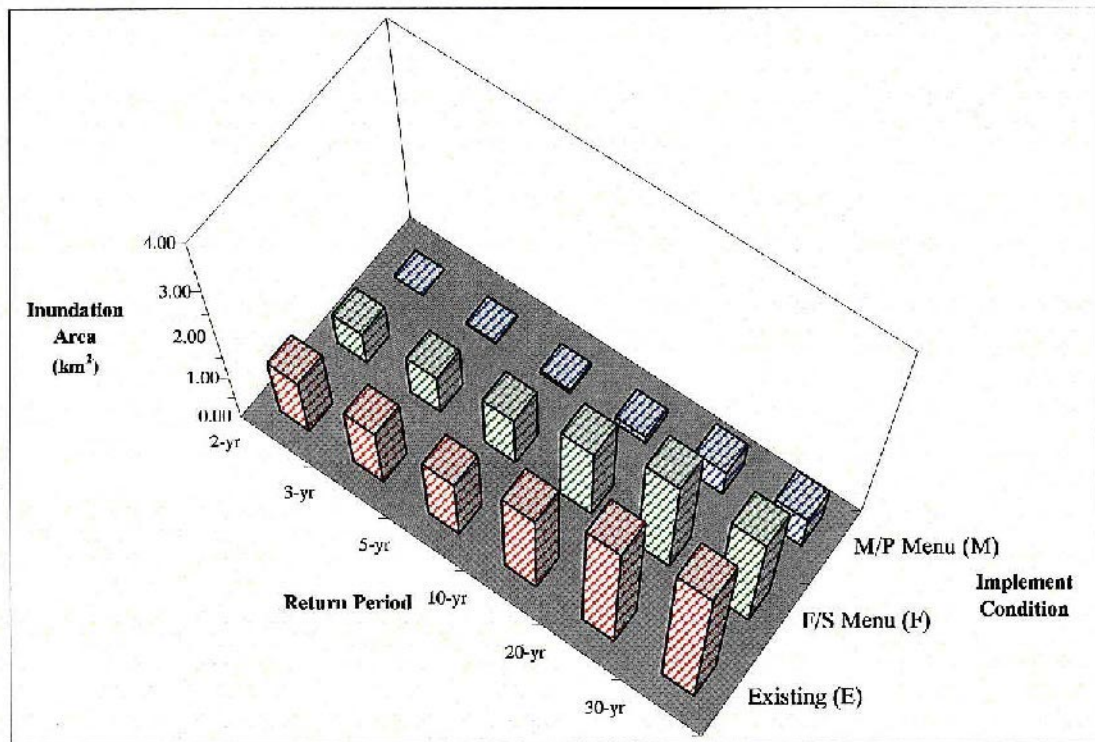 4.00
3.00
2.00
1.00
0.00
Inundation
Area
(km²)
2-yr
3-yr
5-yr
10-yr
20-yr
30-yr
Return Period
M/P Menu (M)
F/S Menu (F)
Existing (E)
Implement
Condition